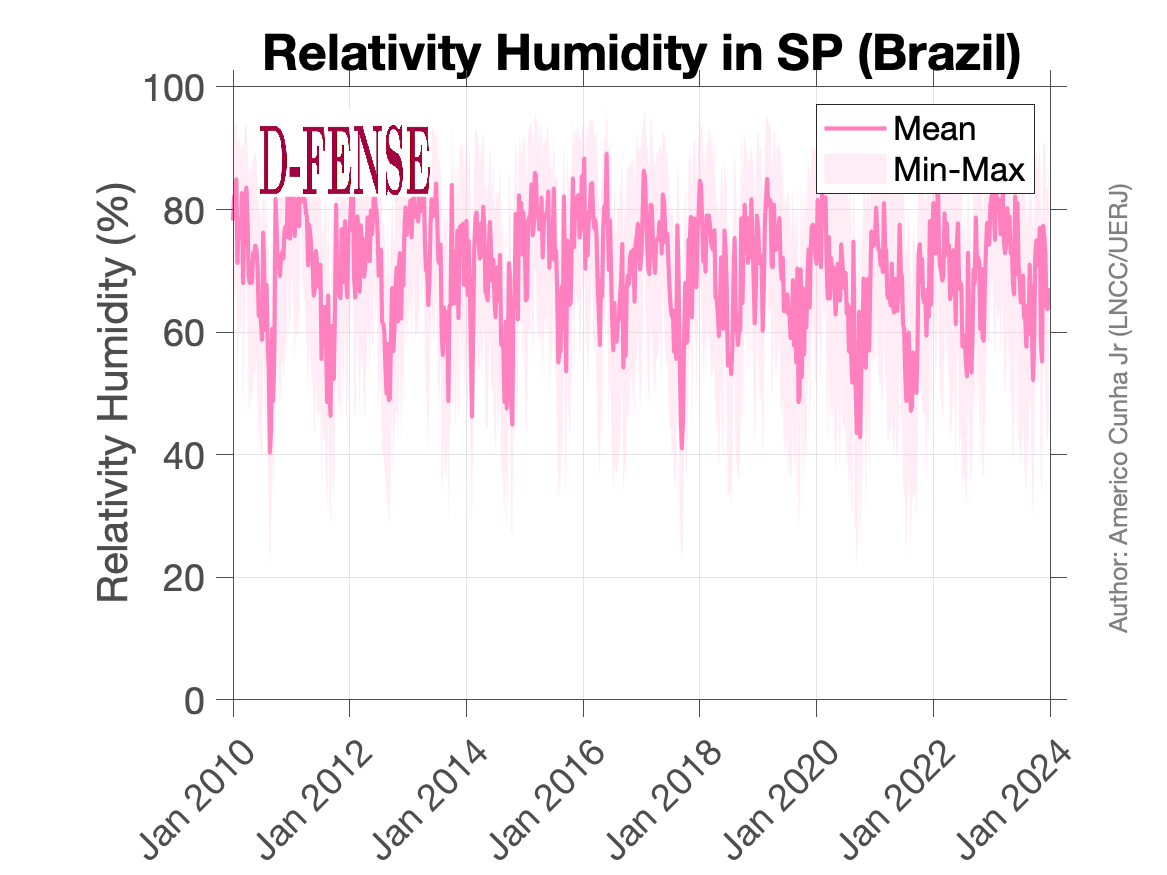 Relativity Humidity in SP (Brazil)
D-FENSE
Mean
Min-Max
Relativity Humidity (%)
100
80
60
40
20
0
Jan 2010
Jan 2012
Jan 2014
Jan 2016
Jan 2018
Jan 2020
Jan 2022
Jan 2024
Author: Americo Cunha Jr (LNCC/UERJ)